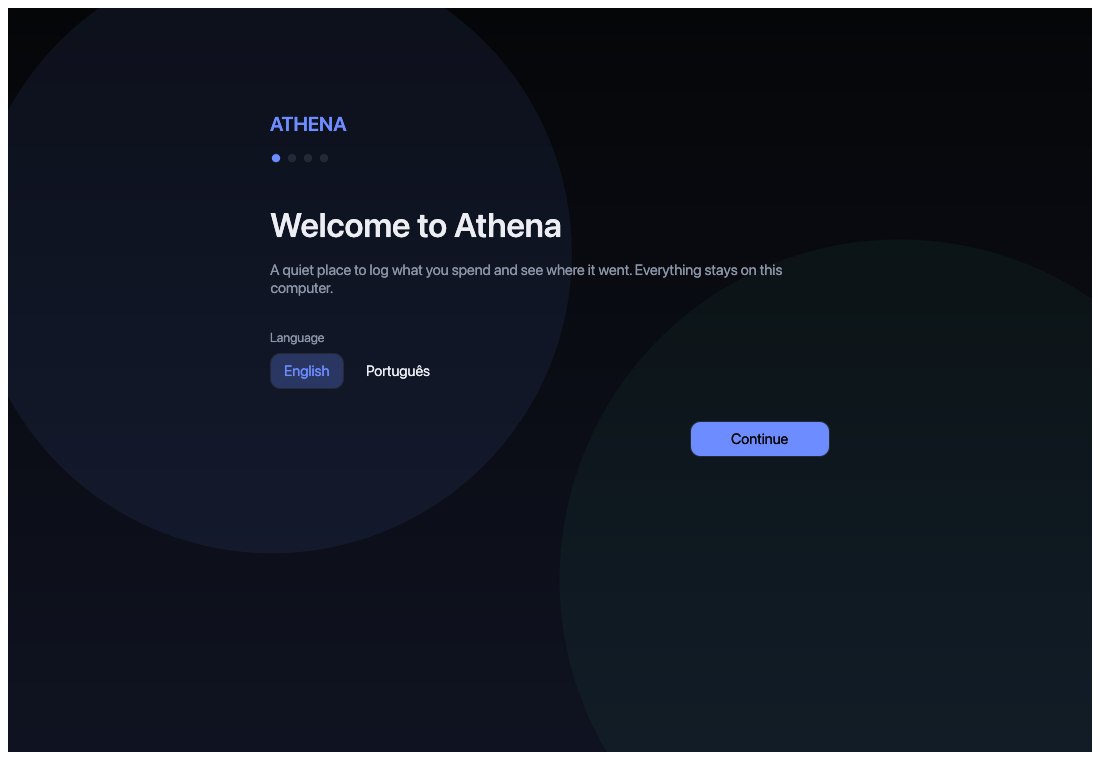 ATHENA
Welcome to Athena
A quiet place to log what you spend and see where it went. Everything stays on this
computer.
Language
English Português
Continue